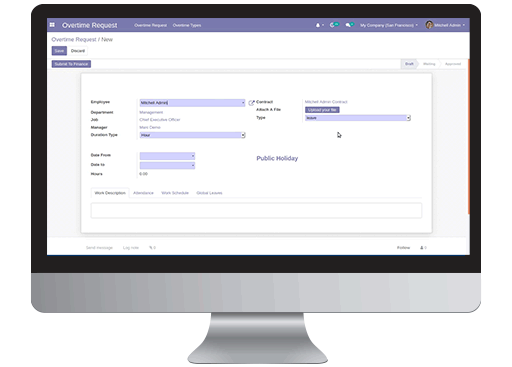 Overtime Request Overtime Request Overtime Types My Company (San Francisco) Mitchell Admin
Overtime Request / New
Save Discard
Submit To Finance Draft Waiting Approved
Employee Mitchell Admin Contract Mitchell Admin Contract
Department Management Attach A File Upload your file
Job Chief Executive Officer Type leave
Manager Marc Demo
Duration Type Hour
Date From Public Holiday
Date to
Hours 0.00
Work Description Attendance Work Schedule Global Leaves
Send message Log note 0 Follow 0